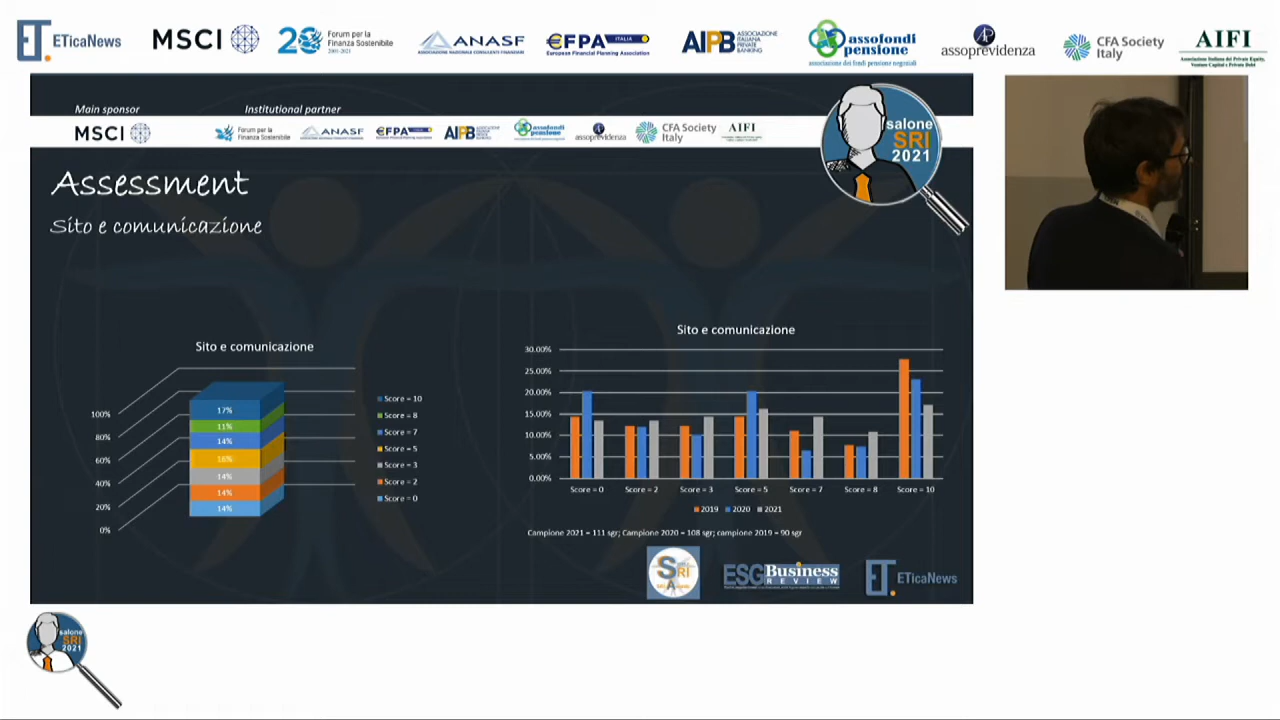 ETicaNews
MSCI
20 Forum per la Finanza Sostenibile 2001-2021
ANASF
ASSOCIAZIONE NAZIONALE CONSULENTI FINANZIARI
€FPA ITALIA
European Financial Planning Association
AIPB ASSOCIAZIONE ITALIANA PRIVATE BANKING
assofondi pensione
associazione dei fondi pensione negoziali
AP
assoprevidenza
CFA Society Italy
AIFI
Associazione Italiana del Private Equity, Venture Capital e Private Debt
Main sponsor
Institutional partner
MSCI
Forum per la Finanza Sostenibile
ANASF
€FPA
AIPB
assofondi pensione
assoprevidenza
CFA Society Italy
AIFI
salone
SRI
2021
Assessment
Sito e comunicazione
Sito e comunicazione
100%
80%
60%
40%
20%
0%
17%
11%
14%
16%
14%
14%
14%
Score = 10
Score = 8
Score = 7
Score = 5
Score = 3
Score = 2
Score = 0
Sito e comunicazione
30.00%
25.00%
20.00%
15.00%
10.00%
5.00%
0.00%
Score = 0 Score = 2 Score = 3 Score = 5 Score = 7 Score = 8 Score = 10
2019 2020 2021
Campione 2021 = 111 sgr; Campione 2020 = 108 sgr; campione 2019 = 90 sgr
SRI
ESG Business
REVIEW
ETicaNews
salone
SRI
2021